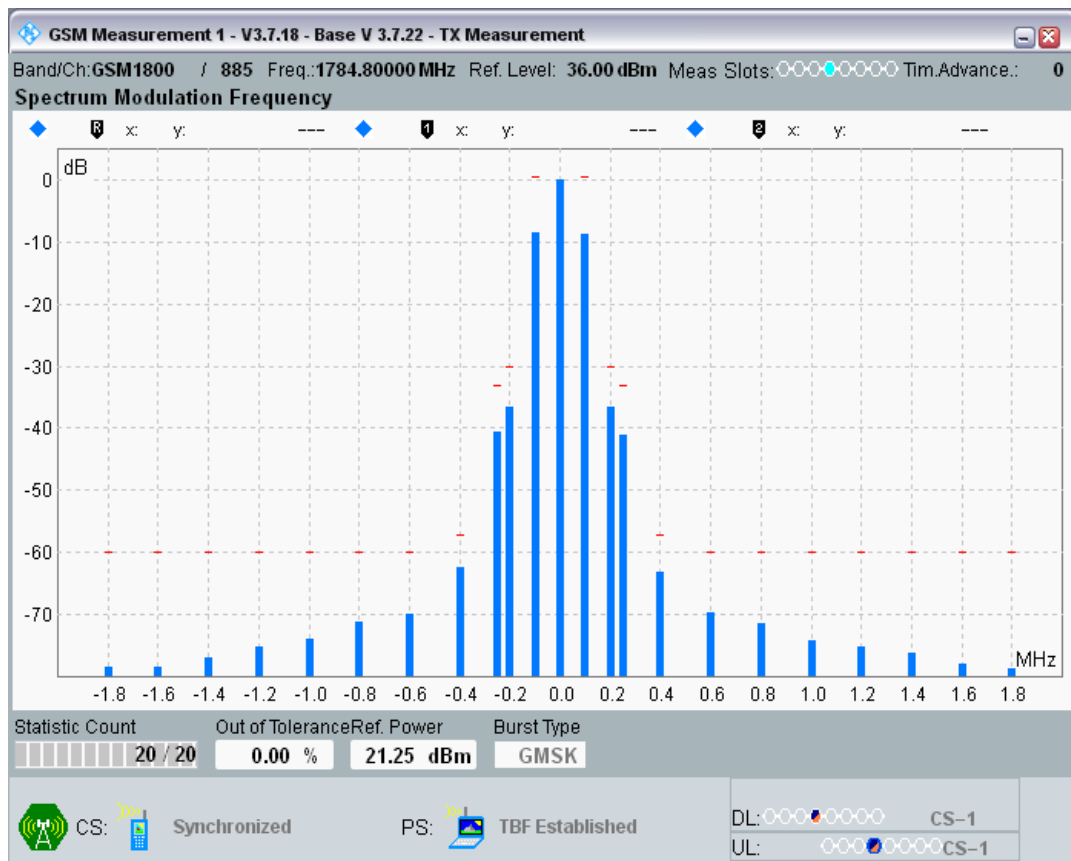 GSM Measurement 1 - V3.7.18 - Base V 3.7.22 - TX Measurement
Band/Ch:GSM1800 / 885 Freq.:1784.80000 MHz Ref. Level: 36.00 dBm Meas Slots: Tim.Advance.: 0
Spectrum Modulation Frequency
R x: y: --- 1 x: y: --- 2 x: y: ---
dB
0
-10
-20
-30
-40
-50
-60
-70
MHz
-1.8 -1.6 -1.4 -1.2 -1.0 -0.8 -0.6 -0.4 -0.2 0.0 0.2 0.4 0.6 0.8 1.0 1.2 1.4 1.6 1.8
Statistic Count Out of Tolerance Ref. Power Burst Type
20 / 20 0.00 % 21.25 dBm GMSK
CS: Synchronized PS: TBF Established
DL: CS-1
UL: CS-1